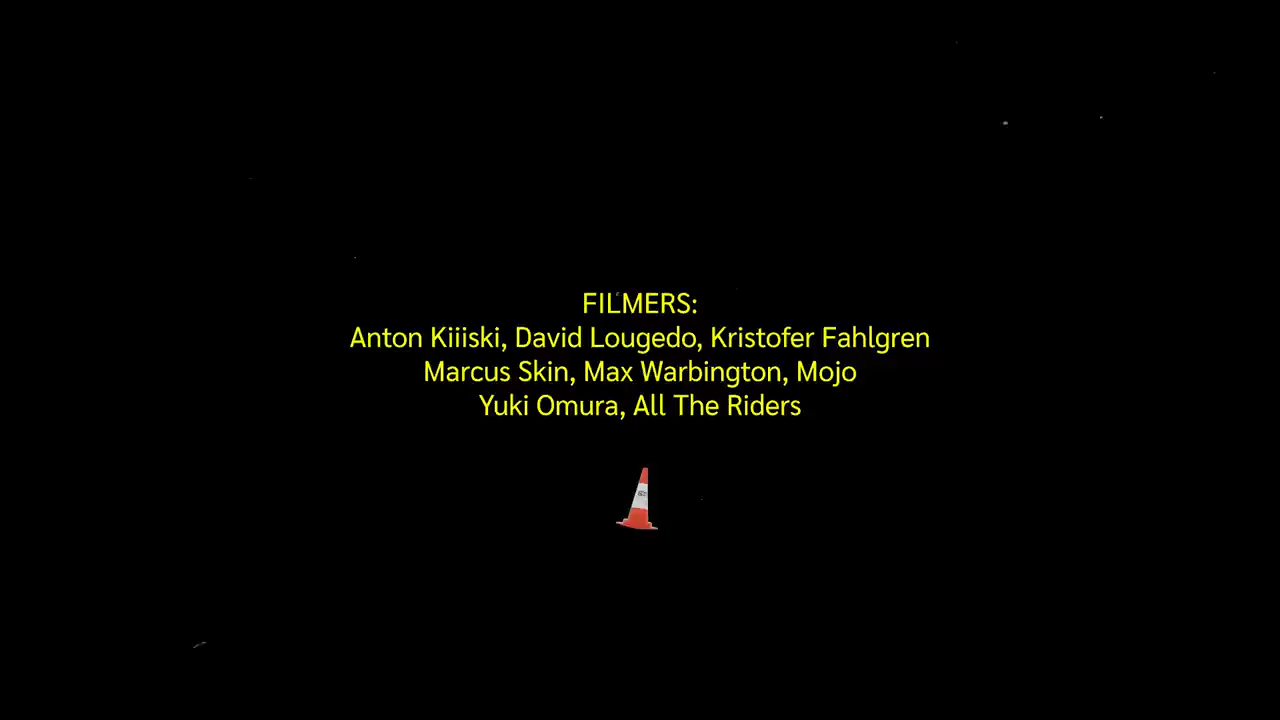 FILMERS:
Anton Kiiiski, David Lougedo, Kristofer Fahlgren
Marcus Skin, Max Warbington, Mojo
Yuki Omura, All The Riders